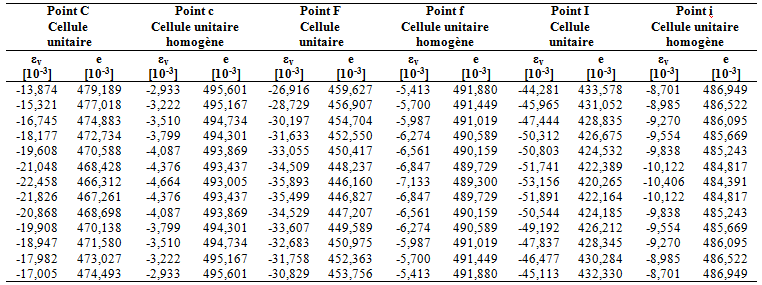 Point C Point c Point F Point f Point I Point i
Cellule Cellule unitaire Cellule Cellule unitaire Cellule Cellule unitaire
unitaire homogène unitaire homogène unitaire homogène
εv e εv e εv e εv e εv e εv e
[10-3] [10-3] [10-3] [10-3] [10-3] [10-3] [10-3] [10-3] [10-3] [10-3] [10-3] [10-3]
-13,874 479,189 -2,933 495,601 -26,916 459,627 -5,413 491,880 -44,281 433,578 -8,701 486,949
-15,321 477,018 -3,222 495,167 -28,729 456,907 -5,700 491,449 -45,965 431,052 -8,985 486,522
-16,745 474,883 -3,510 494,734 -30,197 454,704 -5,987 491,019 -47,444 428,835 -9,270 486,095
-18,177 472,734 -3,799 494,301 -31,633 452,550 -6,274 490,589 -50,312 426,675 -9,554 485,669
-19,608 470,588 -4,087 493,869 -33,055 450,417 -6,561 490,159 -50,803 424,532 -9,838 485,243
-21,048 468,428 -4,376 493,437 -34,509 448,237 -6,847 489,729 -51,741 422,389 -10,122 484,817
-22,458 466,312 -4,664 493,005 -35,893 446,160 -7,133 489,300 -53,156 420,265 -10,406 484,391
-21,826 467,261 -4,376 493,437 -35,499 446,827 -6,847 489,729 -51,891 422,164 -10,122 484,817
-20,868 468,698 -4,087 493,869 -34,529 447,207 -6,561 490,159 -50,544 424,185 -9,838 485,243
-19,908 470,138 -3,799 494,301 -33,607 449,589 -6,274 490,589 -49,192 426,212 -9,554 485,669
-18,947 471,580 -3,510 494,734 -32,683 450,975 -5,987 491,019 -47,837 428,345 -9,270 486,095
-17,982 473,027 -3,222 495,167 -31,758 452,363 -5,700 491,449 -46,477 430,284 -8,985 486,522
-17,005 474,493 -2,933 495,601 -30,829 453,756 -5,413 491,880 -45,113 432,330 -8,701 486,949